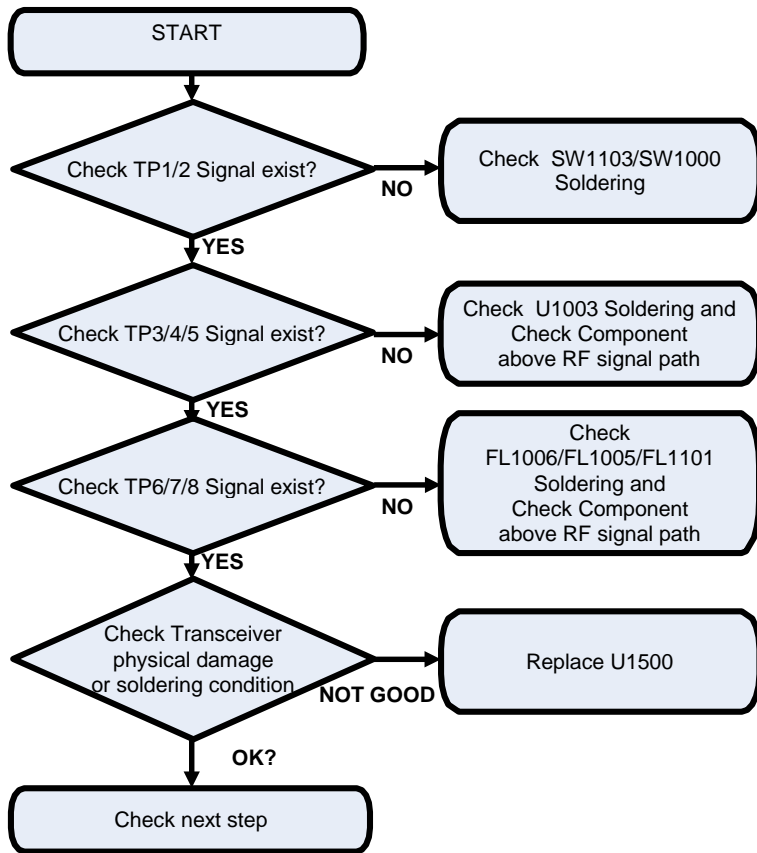 START
Check TP1/2 Signal exist?
NO
Check SW1103/SW1000
Soldering
YES
Check TP3/4/5 Signal exist?
NO
Check U1003 Soldering and
Check Component
above RF signal path
YES
Check TP6/7/8 Signal exist?
NO
Check
FL1006/FL1005/FL1101
Soldering and
Check Component
above RF signal path
YES
Check Transceiver
physical damage
or soldering condition
NOT GOOD
Replace U1500
OK?
Check next step